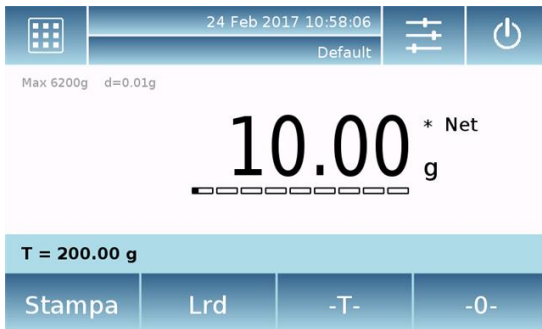 24 Feb 2017 10:58:06
Default
Max 6200g d=0.01g
10.00 * Net
g
T = 200.00 g
Stampa Lrd -T- -0-